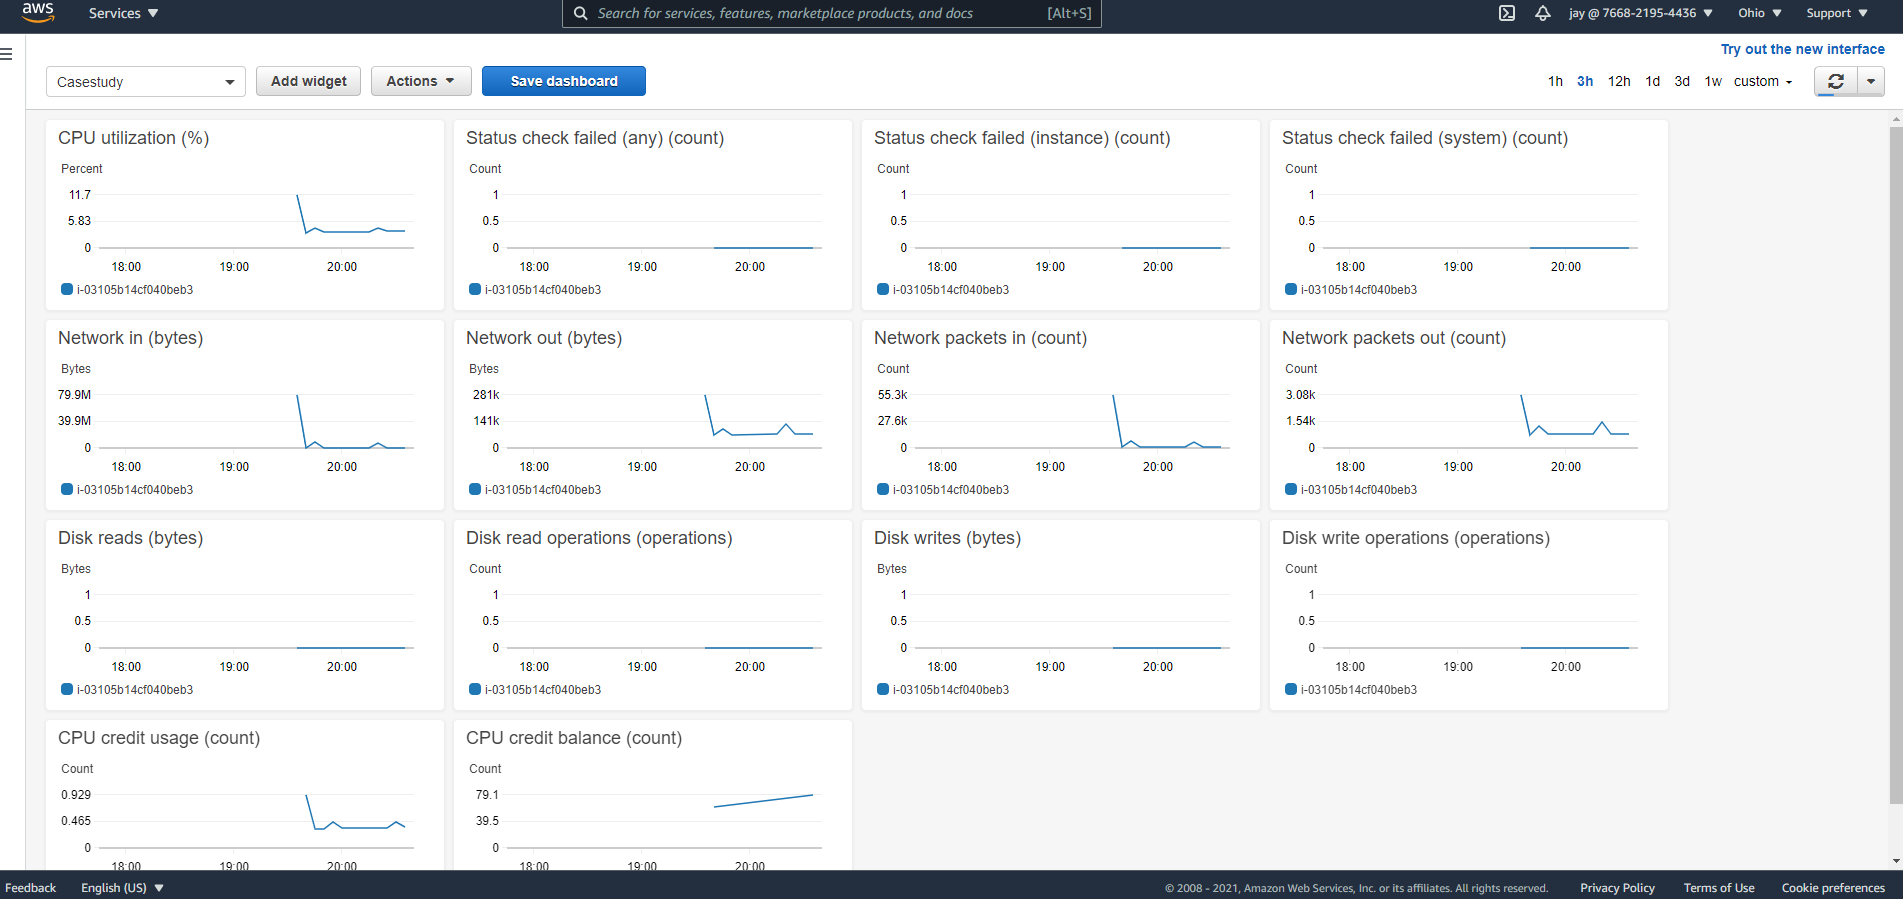 aws Services Search for services, features, marketplace products, and docs [Alt+S] jay @ 7668-2195-4436 Ohio Support
Try out the new interface
Casestudy Add widget Actions Save dashboard 1h 3h 12h 1d 3d 1w custom
CPU utilization (%)
Percent
11.7
5.83
0
18:00 19:00 20:00
i-03105b14cf040beb3
Status check failed (any) (count)
Count
1
0.5
0
18:00 19:00 20:00
i-03105b14cf040beb3
Status check failed (instance) (count)
Count
1
0.5
0
18:00 19:00 20:00
i-03105b14cf040beb3
Status check failed (system) (count)
Count
1
0.5
0
18:00 19:00 20:00
i-03105b14cf040beb3
Network in (bytes)
Bytes
79.9M
39.9M
0
18:00 19:00 20:00
i-03105b14cf040beb3
Network out (bytes)
Bytes
281k
141k
0
18:00 19:00 20:00
i-03105b14cf040beb3
Network packets in (count)
Count
55.3k
27.6k
0
18:00 19:00 20:00
i-03105b14cf040beb3
Network packets out (count)
Count
3.08k
1.54k
0
18:00 19:00 20:00
i-03105b14cf040beb3
Disk reads (bytes)
Bytes
1
0.5
0
18:00 19:00 20:00
i-03105b14cf040beb3
Disk read operations (operations)
Count
1
0.5
0
18:00 19:00 20:00
i-03105b14cf040beb3
Disk writes (bytes)
Bytes
1
0.5
0
18:00 19:00 20:00
i-03105b14cf040beb3
Disk write operations (operations)
Count
1
0.5
0
18:00 19:00 20:00
i-03105b14cf040beb3
CPU credit usage (count)
Count
0.929
0.465
0
18:00 19:00 20:00
CPU credit balance (count)
Count
79.1
39.5
0
18:00 19:00 20:00
Feedback English (US) © 2008 - 2021, Amazon Web Services, Inc. or its affiliates. All rights reserved. Privacy Policy Terms of Use Cookie preferences